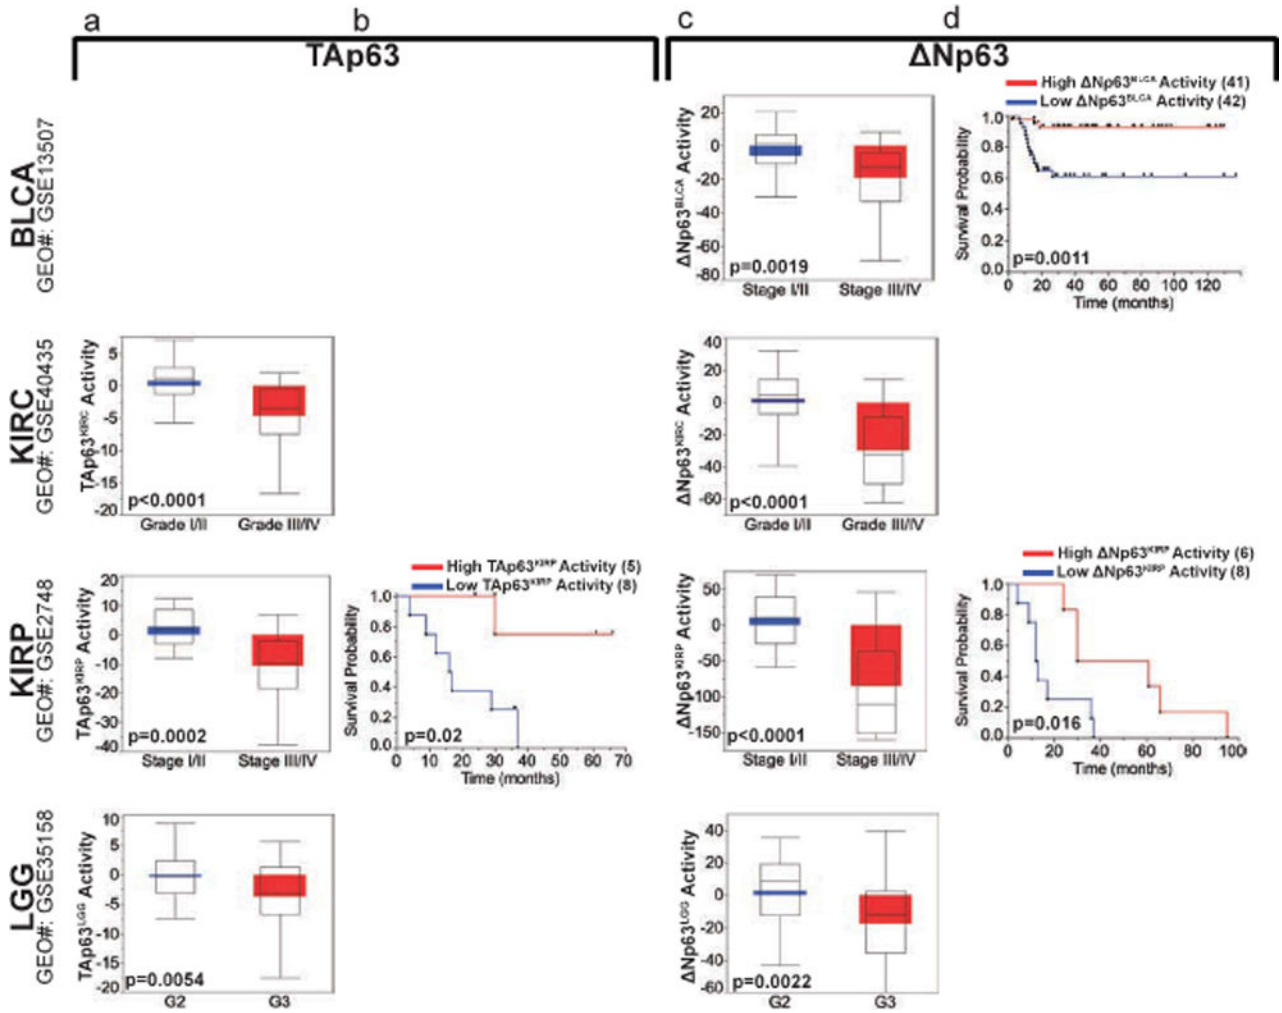 a b c d
TAp63 ΔNp63
BLCA
GEO#: GSE13507
20
0
-20
-40
-60
-80
ΔNp63BLCA Activity
p=0.0019
Stage I/II Stage III/IV
High ΔNp63BLCA Activity (41)
Low ΔNp63BLCA Activity (42)
1.0
0.8
0.6
0.4
0.2
0.0
Survival Probability
p=0.0011
0 20 40 60 80 100 120
Time (months)
KIRC
GEO#: GSE40435
5
0
-5
-10
-15
-20
TAp63KIRC Activity
p<0.0001
Grade I/II Grade III/IV
40
20
0
-20
-40
-60
ΔNp63KIRC Activity
p<0.0001
Grade I/II Grade III/IV
KIRP
GEO#: GSE2748
20
10
0
-10
-20
-30
-40
TAp63KIRP Activity
p=0.0002
Stage I/II Stage III/IV
High TAp63KIRP Activity (5)
Low TAp63KIRP Activity (8)
1.0
0.8
0.6
0.4
0.2
0.0
Survival Probability
p=0.02
0 10 20 30 40 50 60 70
Time (months)
50
0
-50
-100
-150
ΔNp63KIRP Activity
p<0.0001
Stage I/II Stage III/IV
High ΔNp63KIRP Activity (6)
Low ΔNp63KIRP Activity (8)
1.0
0.8
0.6
0.4
0.2
0.0
Survival Probability
p=0.016
0 20 40 60 80 100
Time (months)
LGG
GEO#: GSE35158
10
5
0
-5
-10
-15
-20
TAp63LGG Activity
p=0.0054
G2 G3
40
20
0
-20
-40
-60
ΔNp63LGG Activity
p=0.0022
G2 G3